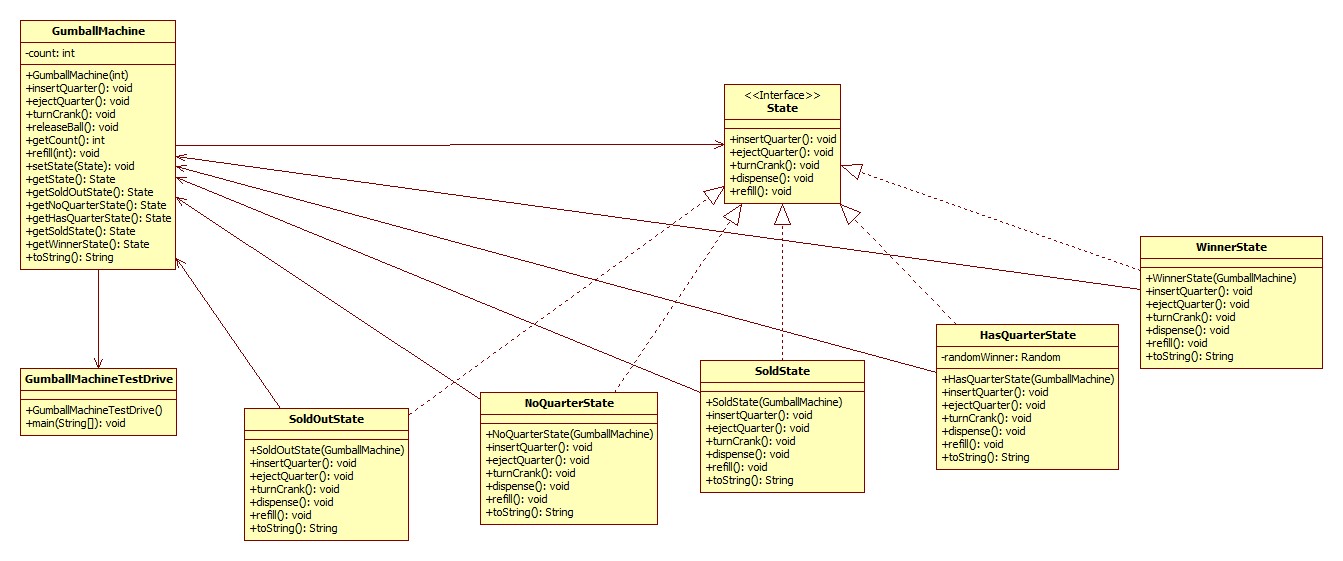 GumballMachine
-count: int
+GumballMachine(int)
+insertQuarter(): void
+ejectQuarter(): void
+turnCrank(): void
+releaseBall(): void
+getCount(): int
+refill(int): void
+setState(State): void
+getState(): State
+getSoldOutState(): State
+getNoQuarterState(): State
+getHasQuarterState(): State
+getSoldState(): State
+getWinnerState(): State
+toString(): String
<<Interface>>
State
+insertQuarter(): void
+ejectQuarter(): void
+turnCrank(): void
+dispense(): void
+refill(): void
GumballMachineTestDrive
+GumballMachineTestDrive()
+main(String[]): void
SoldOutState
+SoldOutState(GumballMachine)
+insertQuarter(): void
+ejectQuarter(): void
+turnCrank(): void
+dispense(): void
+refill(): void
+toString(): String
NoQuarterState
+NoQuarterState(GumballMachine)
+insertQuarter(): void
+ejectQuarter(): void
+turnCrank(): void
+dispense(): void
+refill(): void
+toString(): String
SoldState
+SoldState(GumballMachine)
+insertQuarter(): void
+ejectQuarter(): void
+turnCrank(): void
+dispense(): void
+refill(): void
+toString(): String
HasQuarterState
-randomWinner: Random
+HasQuarterState(GumballMachine)
+insertQuarter(): void
+ejectQuarter(): void
+turnCrank(): void
+dispense(): void
+refill(): void
+toString(): String
WinnerState
+WinnerState(GumballMachine)
+insertQuarter(): void
+ejectQuarter(): void
+turnCrank(): void
+dispense(): void
+refill(): void
+toString(): String